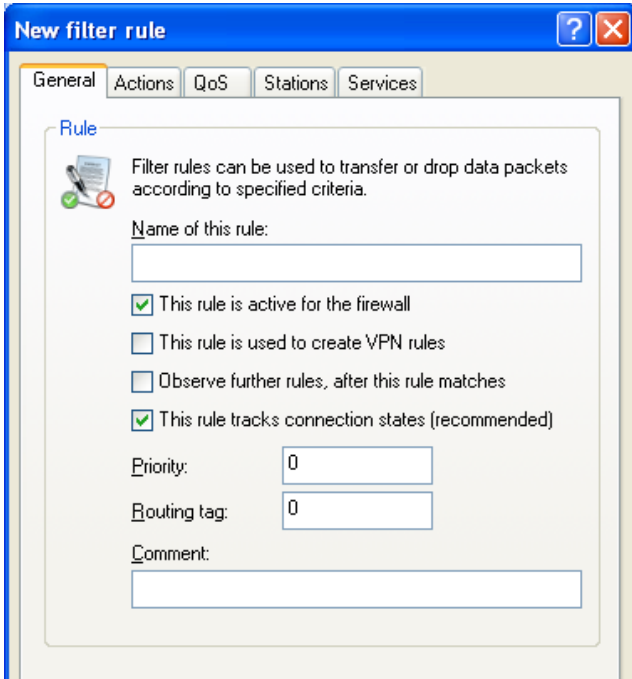 New filter rule
General Actions QoS Stations Services
Rule
Filter rules can be used to transfer or drop data packets
according to specified criteria.
Name of this rule:
This rule is active for the firewall
This rule is used to create VPN rules
Observe further rules, after this rule matches
This rule tracks connection states (recommended)
Priority: 0
Routing tag: 0
Comment: